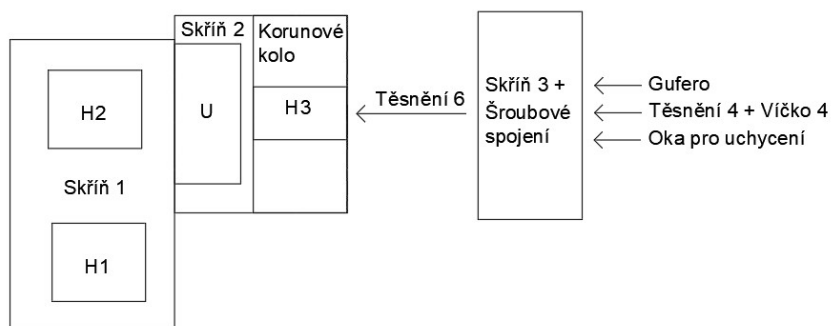 Skříň 2
Korunové
kolo
H2
U
H3
Těsnění 6
Skříň 3 +
Šroubové
spojení
Gufero
Těsnění 4 + Víčko 4
Oka pro uchycení
Skříň 1
H1